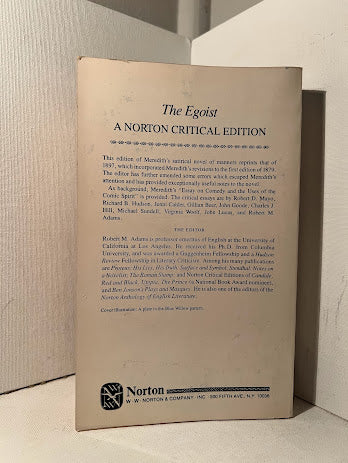 The Egoist
A NORTON CRITICAL EDITION
This edition of Meredith's satirical novel of manners reprints that of
1897, which incorporated Meredith's revisions to the first edition of 1879.
The editor has further amended some errors which escaped Meredith's
attention and has provided exceptionally useful notes to the novel.
As background, Meredith's "Essay on Comedy and the Uses of the
Comic Spirit" is provided. The critical essays are by Robert D. Mayo,
Richard B. Hudson, Jenni Calder, Gillian Beer, John Goode, Charles J.
Hill, Michael Sundell, Virginia Woolf, John Lucas, and Robert M.
Adams.
THE EDITOR
Robert M. Adams is professor emeritus of English at the University of
California at Los Angeles. He received his Ph.D. from Columbia
University, and was awarded a Guggenheim Fellowship and a Hudson
Review Fellowship in Literary Criticism. Among his many publications
are Proteus, His Lies, His Truth; Surface and Symbol; Stendhal: Notes on
a Novelist; The Roman Stamp; and Norton Critical Editions of Candide,
Red and Black, Utopia, The Prince (a National Book Award nominee),
and Ben Jonson's Plays and Masques. He is also one of the editors of the
Norton Anthology of English Literature.
Cover Illustration: A plate in the Blue Willow pattern.
Norton
W · W · NORTON & COMPANY · INC · 500 FIFTH AVE., N.Y. 10036